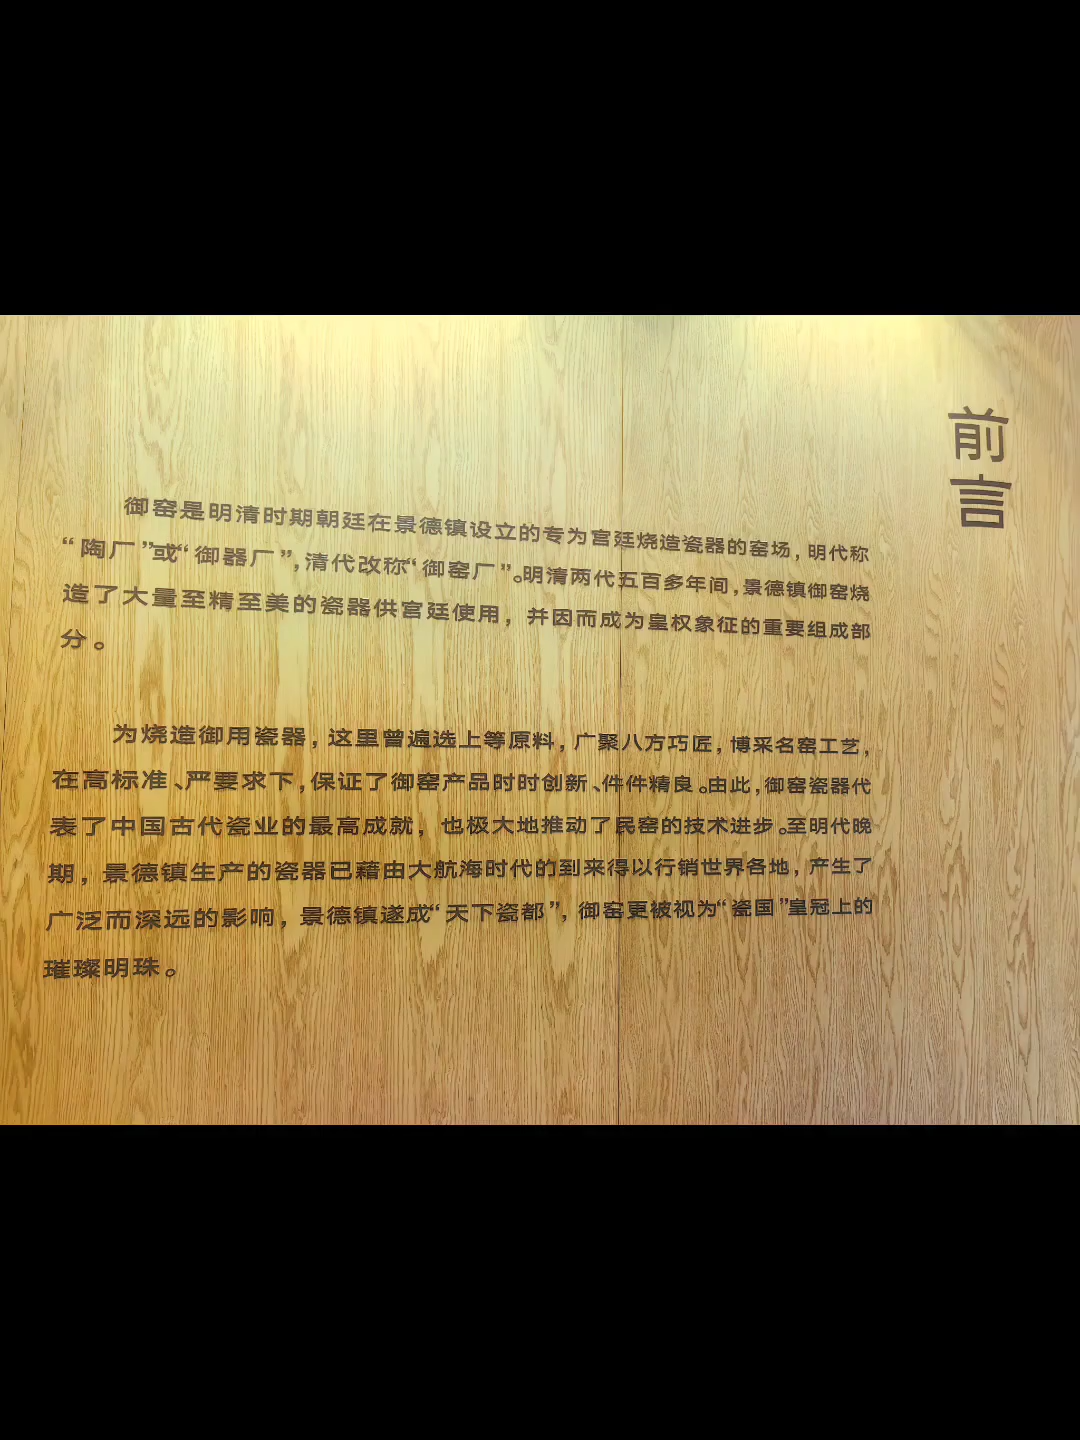 前言
御窑是明清时期朝廷在景德镇设立的专为宫廷烧造瓷器的窑场，明代称
“陶厂”或“御器厂”，清代改称“御窑厂”。明清两代五百多年间，景德镇御窑烧
造了大量至精至美的瓷器供宫廷使用，并因而成为皇权象征的重要组成部
分。
为烧造御用瓷器，这里曾遍选上等原料，广聚八方巧匠，博采名窑工艺，
在高标准、严要求下，保证了御窑产品时时创新、件件精良。由此，御窑瓷器代
表了中国古代瓷业的最高成就，也极大地推动了民窑的技术进步。至明代晚
期，景德镇生产的瓷器已藉由大航海时代的到来得以行销世界各地，产生了
广泛而深远的影响，景德镇遂成“天下瓷都”，御窑更被视为“瓷国”皇冠上的
璀璨明珠。